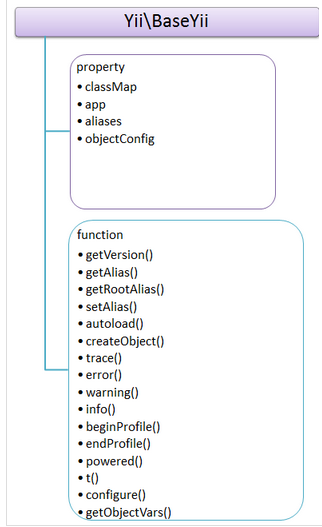 Yii\BaseYii
property
• classMap
• app
• aliases
• objectConfig
function
• getVersion()
• getAlias()
• getRootAlias()
• setAlias()
• autoload()
• createObject()
• trace()
• error()
• warning()
• info()
• beginProfile()
• endProfile()
• powered()
• t()
• configure()
• getObjectVars()